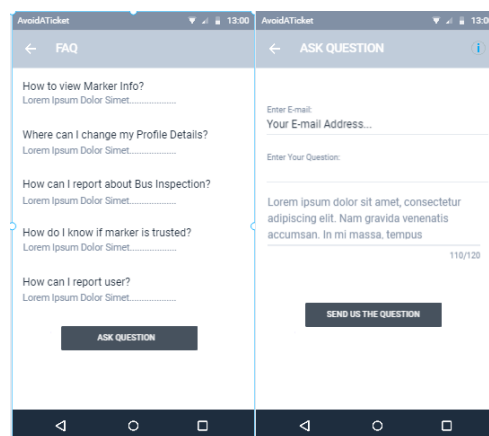 AvoidATicket 13:00
FAQ
How to view Marker Info?
Lorem Ipsum Dolor Simet...................
Where can I change my Profile Details?
Lorem Ipsum Dolor Simet...................
How can I report about Bus Inspection?
Lorem Ipsum Dolor Simet...................
How do I know if marker is trusted?
Lorem Ipsum Dolor Simet...................
How can I report user?
Lorem Ipsum Dolor Simet...................
ASK QUESTION
AvoidATicket 13:00
ASK QUESTION i
Enter E-mail:
Your E-mail Address...
Enter Your Question:
Lorem ipsum dolor sit amet, consectetur
adipiscing elit. Nam gravida venenatis
accumsan. In mi massa, tempus
110/120
SEND US THE QUESTION